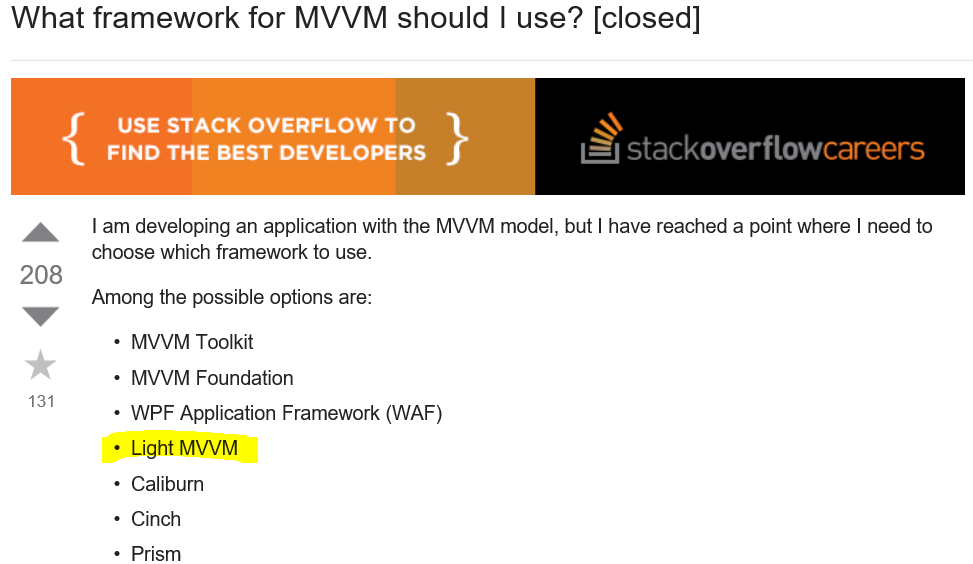 What framework for MVVM should I use? [closed]
{ USE STACK OVERFLOW TO
FIND THE BEST DEVELOPERS }
stackoverflowcareers
I am developing an application with the MVVM model, but I have reached a point where I need to
choose which framework to use.
208
Among the possible options are:
• MVVM Toolkit
• MVVM Foundation
131
• WPF Application Framework (WAF)
• Light MVVM
• Caliburn
• Cinch
• Prism